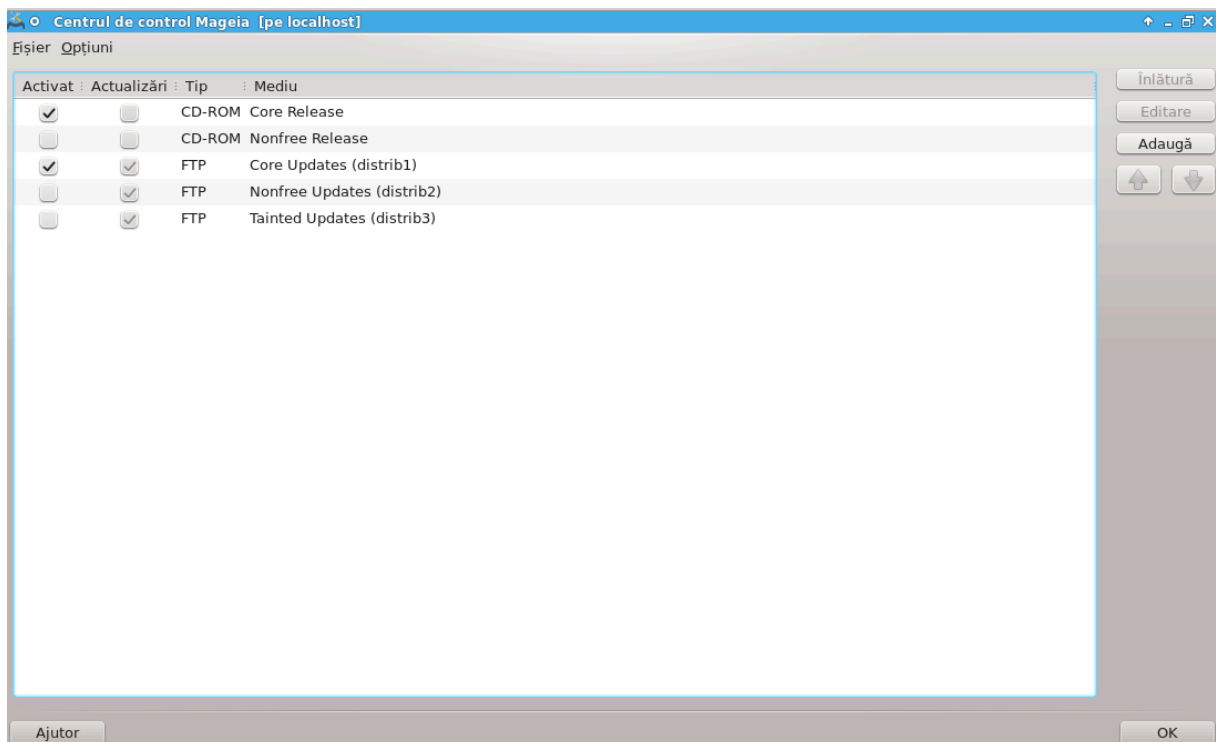 Centrul de control Mageia [pe localhost]
Fișier Opțiuni
Activat Actualizări Tip Mediu
CD-ROM Core Release
CD-ROM Nonfree Release
FTP Core Updates (distrib1)
FTP Nonfree Updates (distrib2)
FTP Tainted Updates (distrib3)
Înlătură
Editare
Adaugă
Ajutor
OK